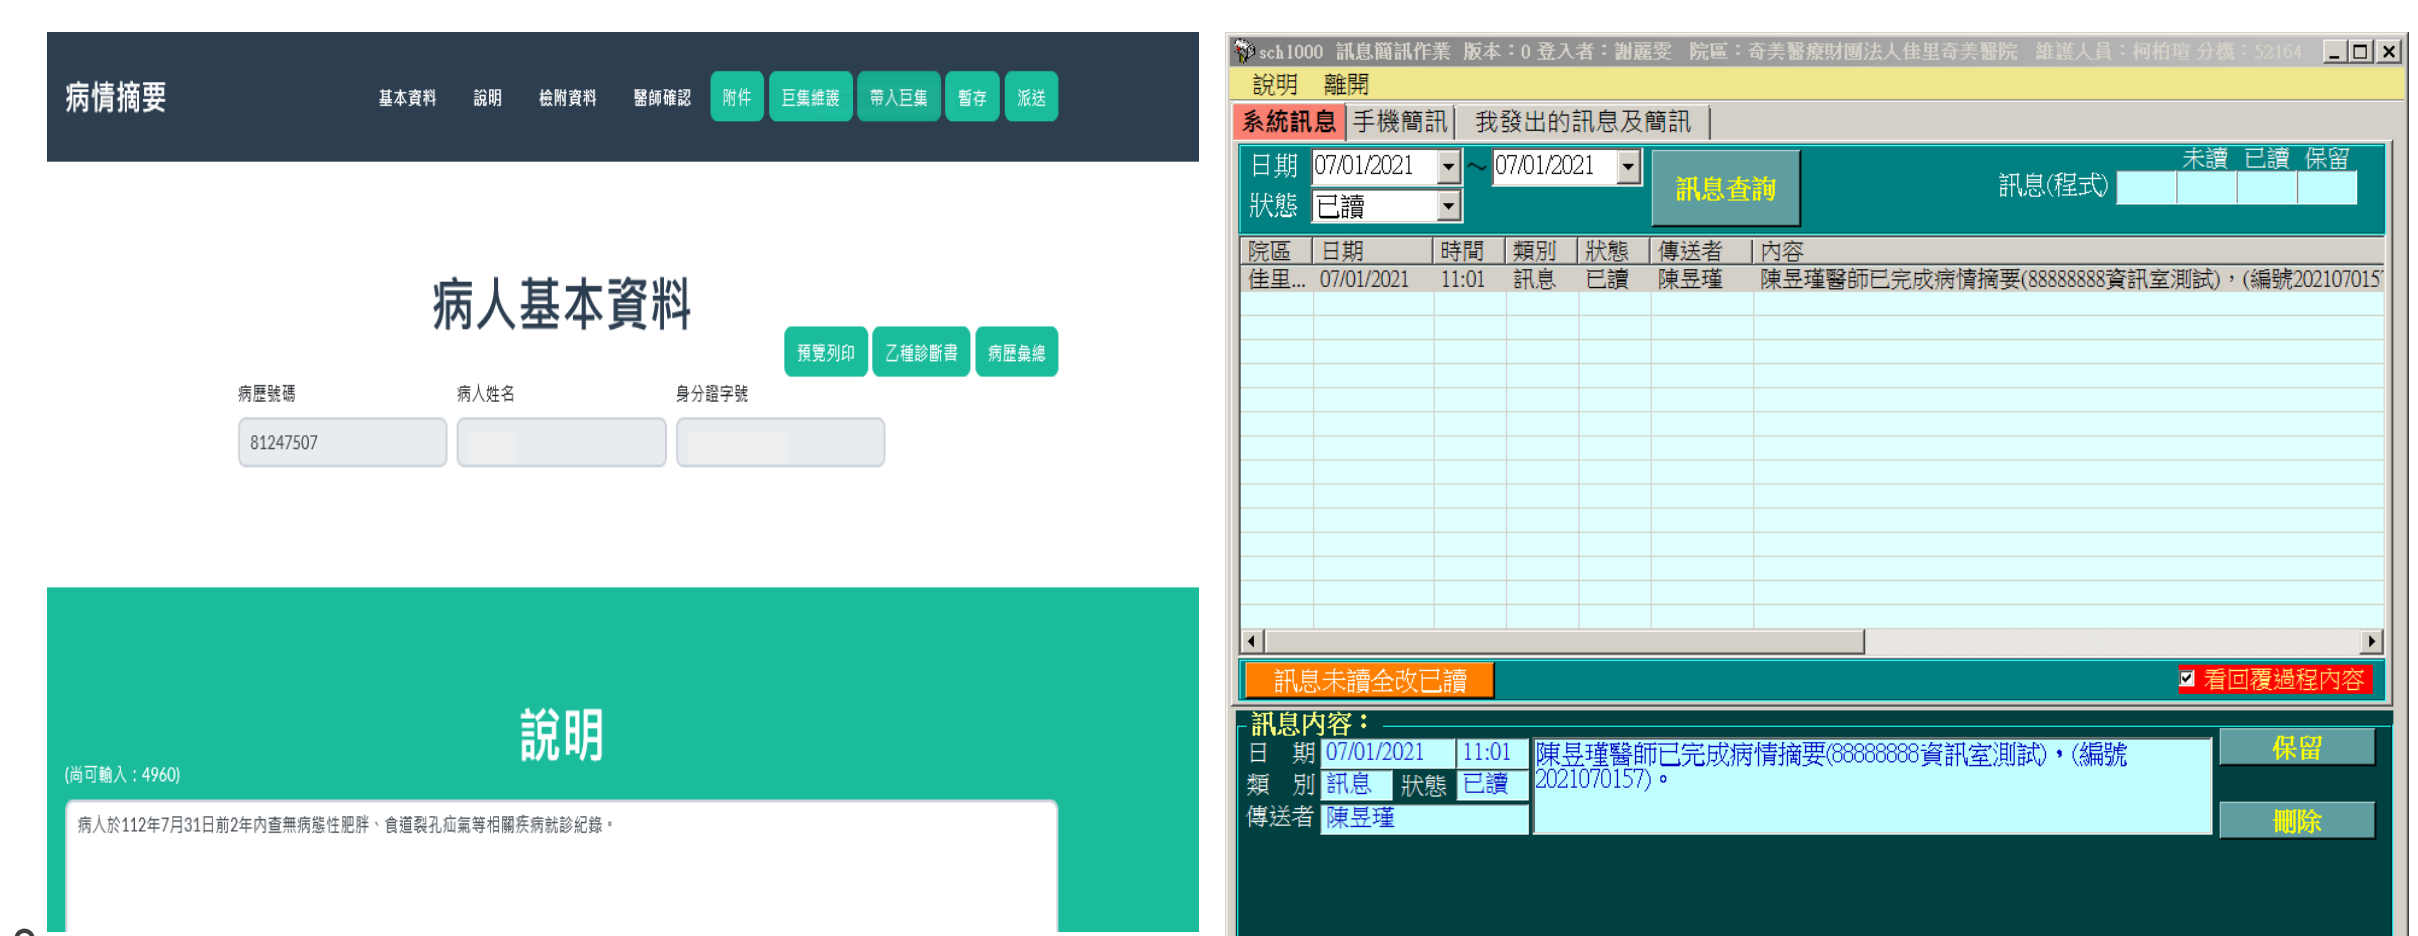 病情摘要
基本資料 說明 檢附資料 醫師確認 附件 巨集維護 帶入巨集 暫存 派送
病人基本資料
預覽列印 乙種診斷書 病歷彙總
病歷號碼 病人姓名 身分證字號
81247507
說明
(尚可輸入：4960)
病人於112年7月31日前2年內查無病態性肥胖、食道裂孔疝氣等相關疾病就診紀錄。
sch1000 訊息簡訊作業 版本：0 登入者：謝麗雯 院區：奇美醫療財團法人佳里奇美醫院 維護人員：柯柏瑄 分機：52164
說明 離開
系統訊息 手機簡訊 我發出的訊息及簡訊
日期 07/01/2021 ～ 07/01/2021 訊息查詢 訊息(程式) 未讀 已讀 保留
狀態 已讀
院區 日期 時間 類別 狀態 傳送者 內容
佳里... 07/01/2021 11:01 訊息 已讀 陳昱瑾 陳昱瑾醫師已完成病情摘要(88888888資訊室測試)，(編號202107015
訊息未讀全改已讀 看回覆過程內容
訊息內容：
日 期 07/01/2021 11:01 陳昱瑾醫師已完成病情摘要(88888888資訊室測試)，(編號 保留
類 別 訊息 狀態 已讀 2021070157)。
傳送者 陳昱瑾 刪除